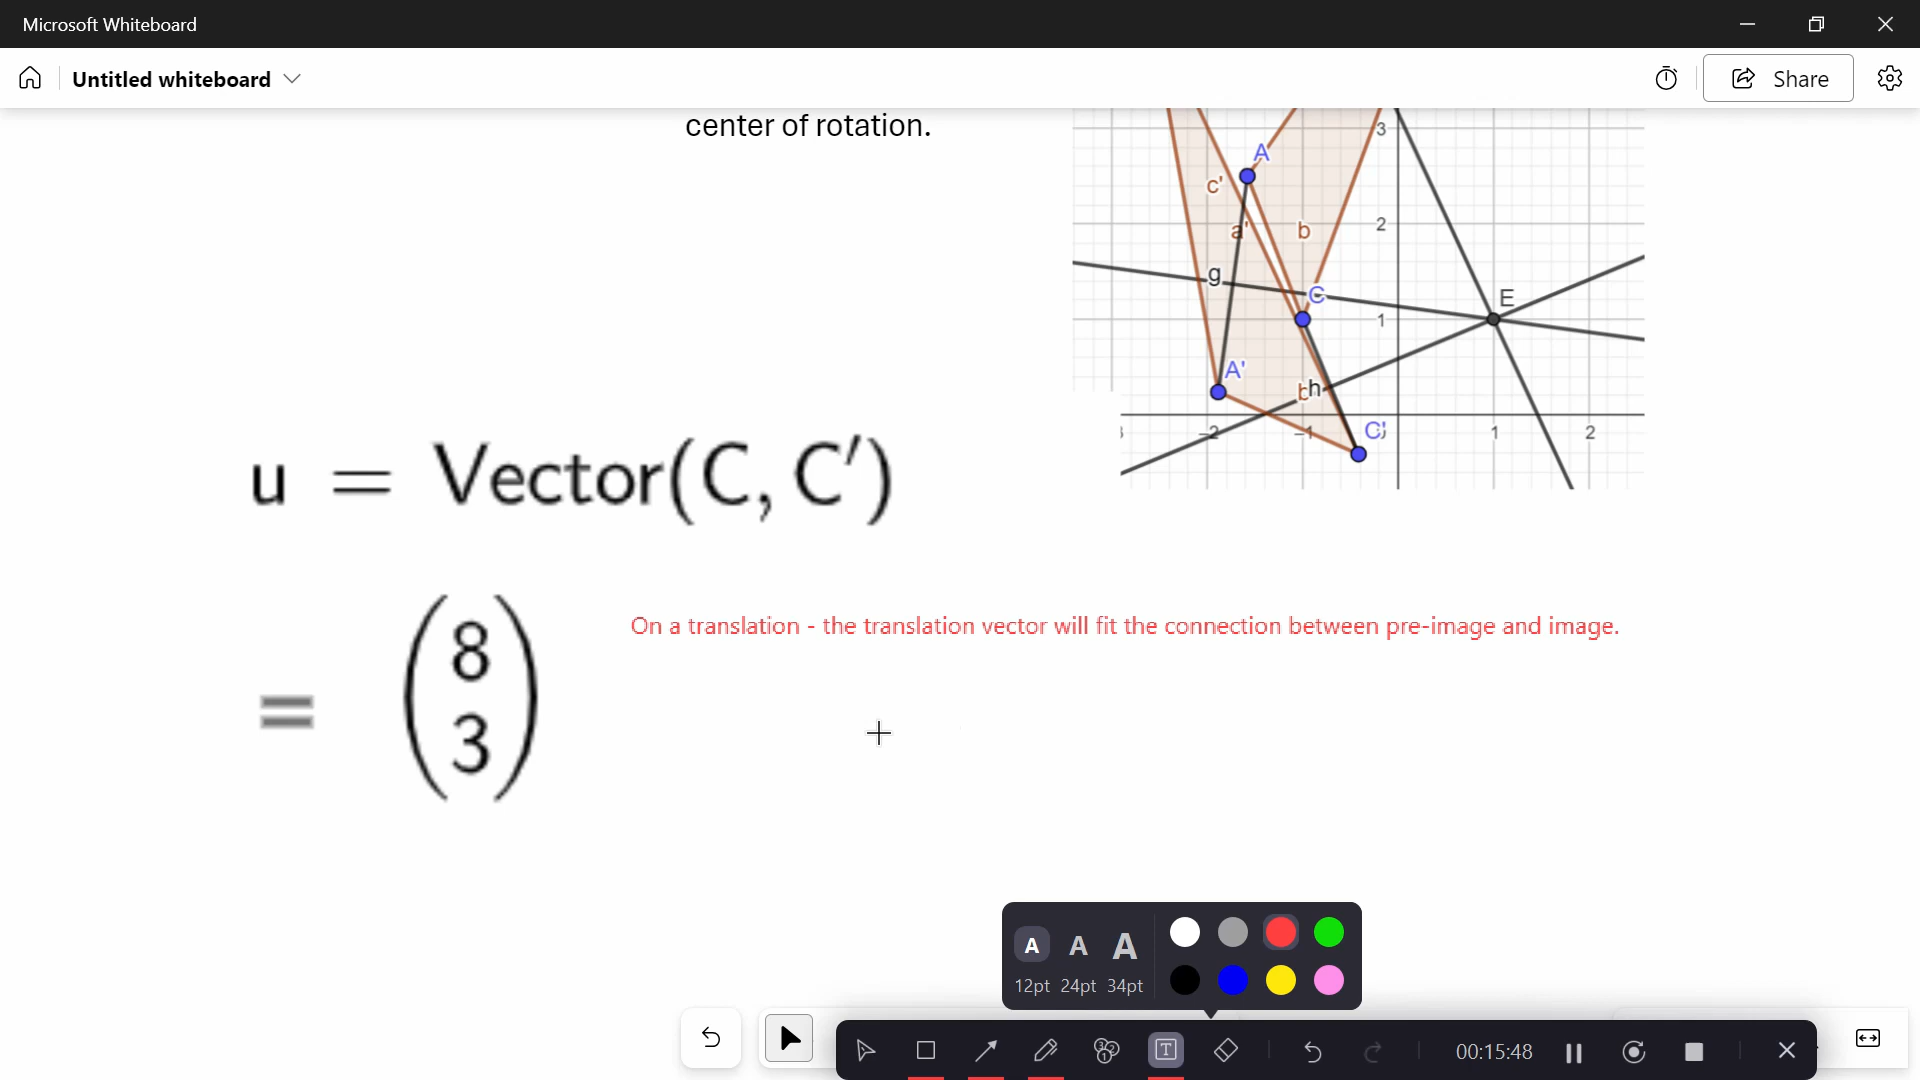 Microsoft Whiteboard
Untitled whiteboard
Share
center of rotation.
3
A
c'
a'
b
2
g
C
E
1
A'
h
C'
-2
-1
1
2
u = Vector(C, C')
= (8
3)
On a translation - the translation vector will fit the connection between pre-image and image.
A A A
12pt 24pt 34pt
00:15:48